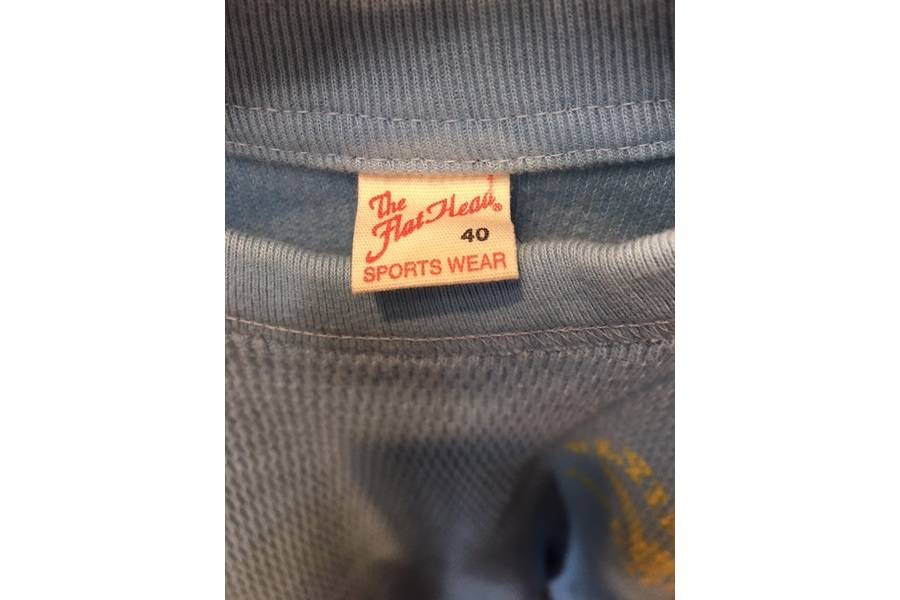 The
Flat Head®
40
SPORTS WEAR